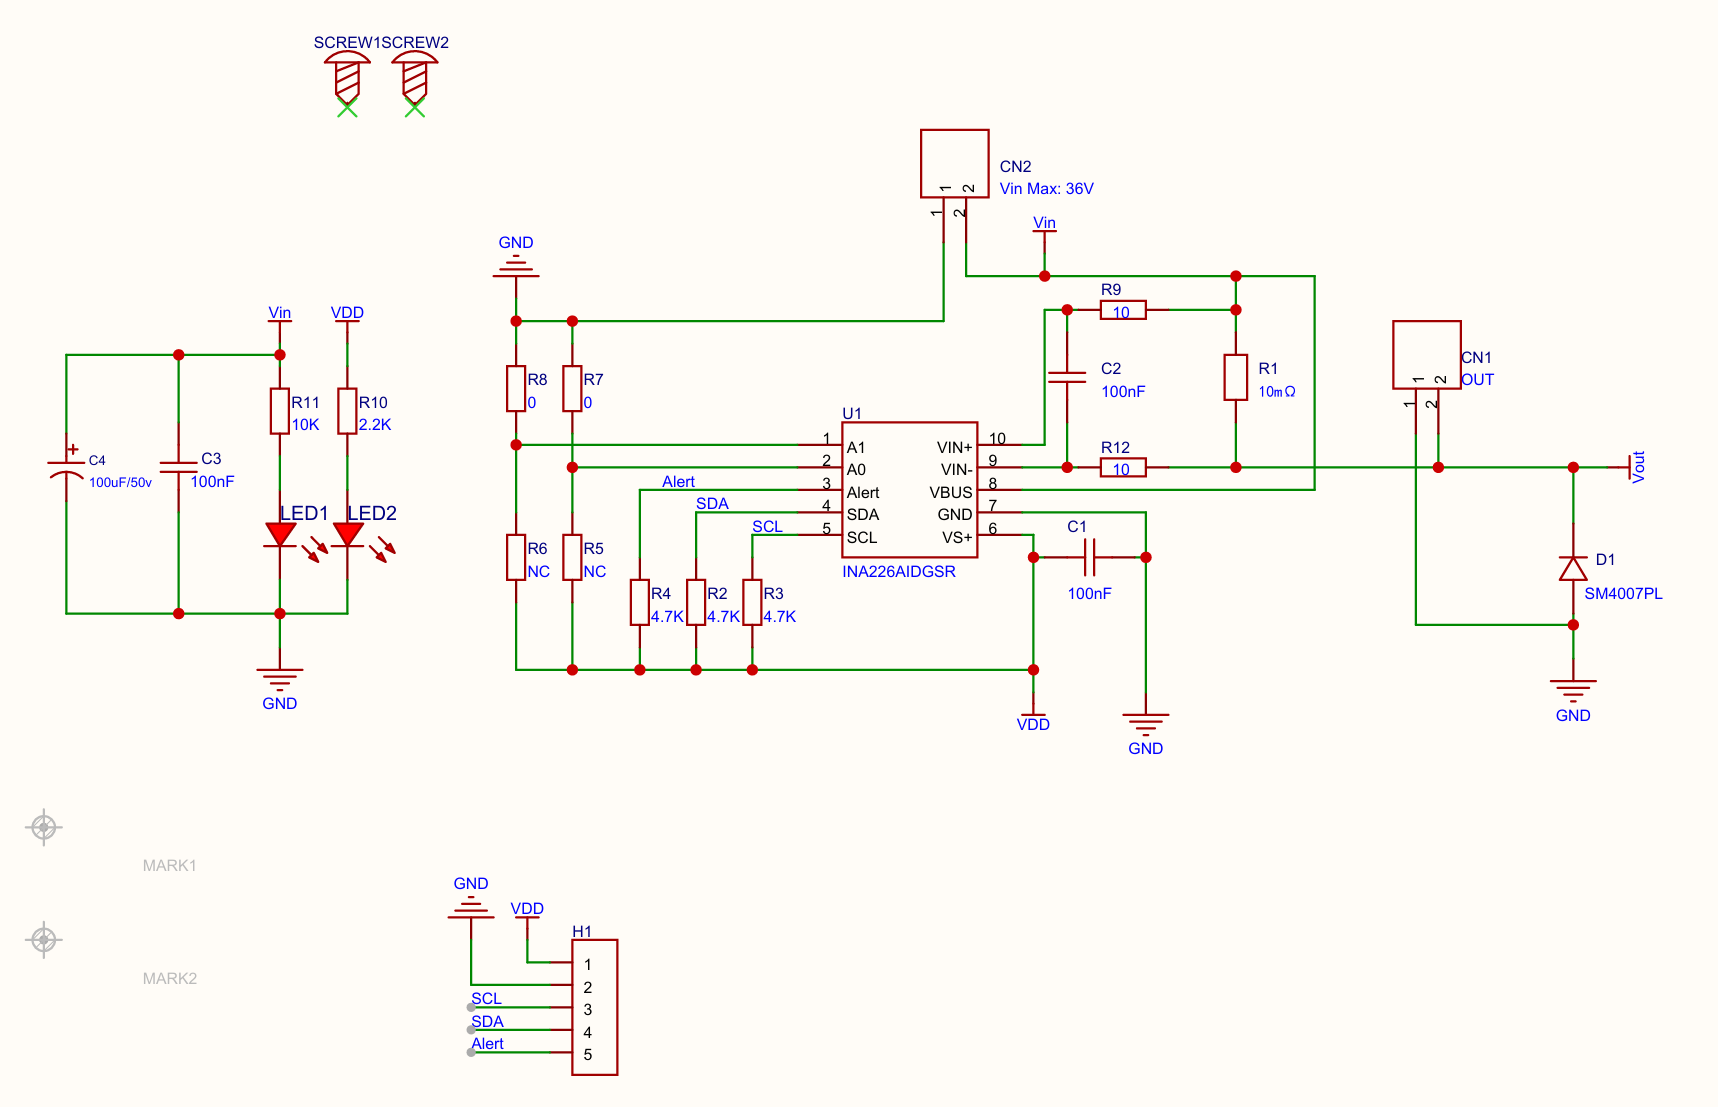 SCREW1SCREW2
CN2
Vin Max: 36V
1 2
1 2
Vin
GND
Vin VDD
R9
10
R11
10K
R10
2.2K
R8
0
R7
0
C2
100nF
R1
10mΩ
CN1
OUT
1 2
1 2
C4
100uF/50v
C3
100nF
LED1 LED2
U1
1 A1 VIN+ 10
2 A0 VIN- 9
3 Alert VBUS 8
4 SDA GND 7
5 SCL VS+ 6
INA226AIDGSR
Alert
SDA
SCL
R12
10
Vout
C1
100nF
R6
NC
R5
NC
R4
4.7K
R2
4.7K
R3
4.7K
D1
SM4007PL
GND
VDD
GND
GND
MARK1
MARK2
GND
VDD
H1
1
2
SCL 3
SDA 4
Alert 5